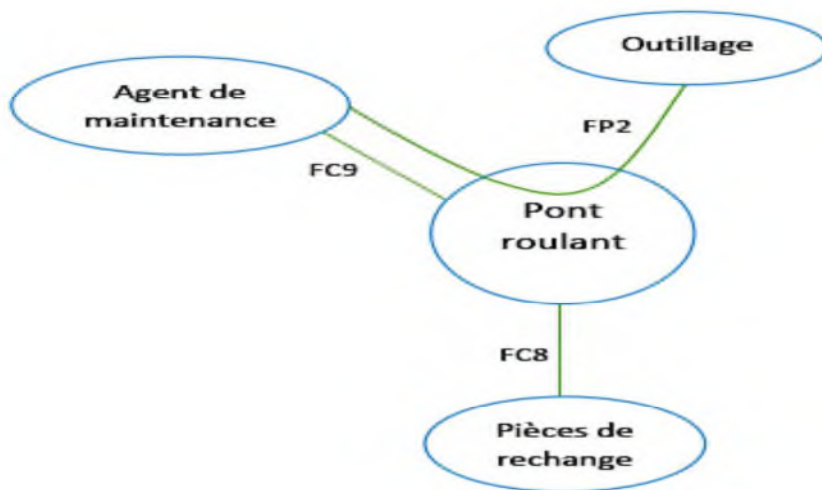 Outillage
Agent de
maintenance
FP2
FC9
Pont
roulant
FC8
Pièces de
rechange